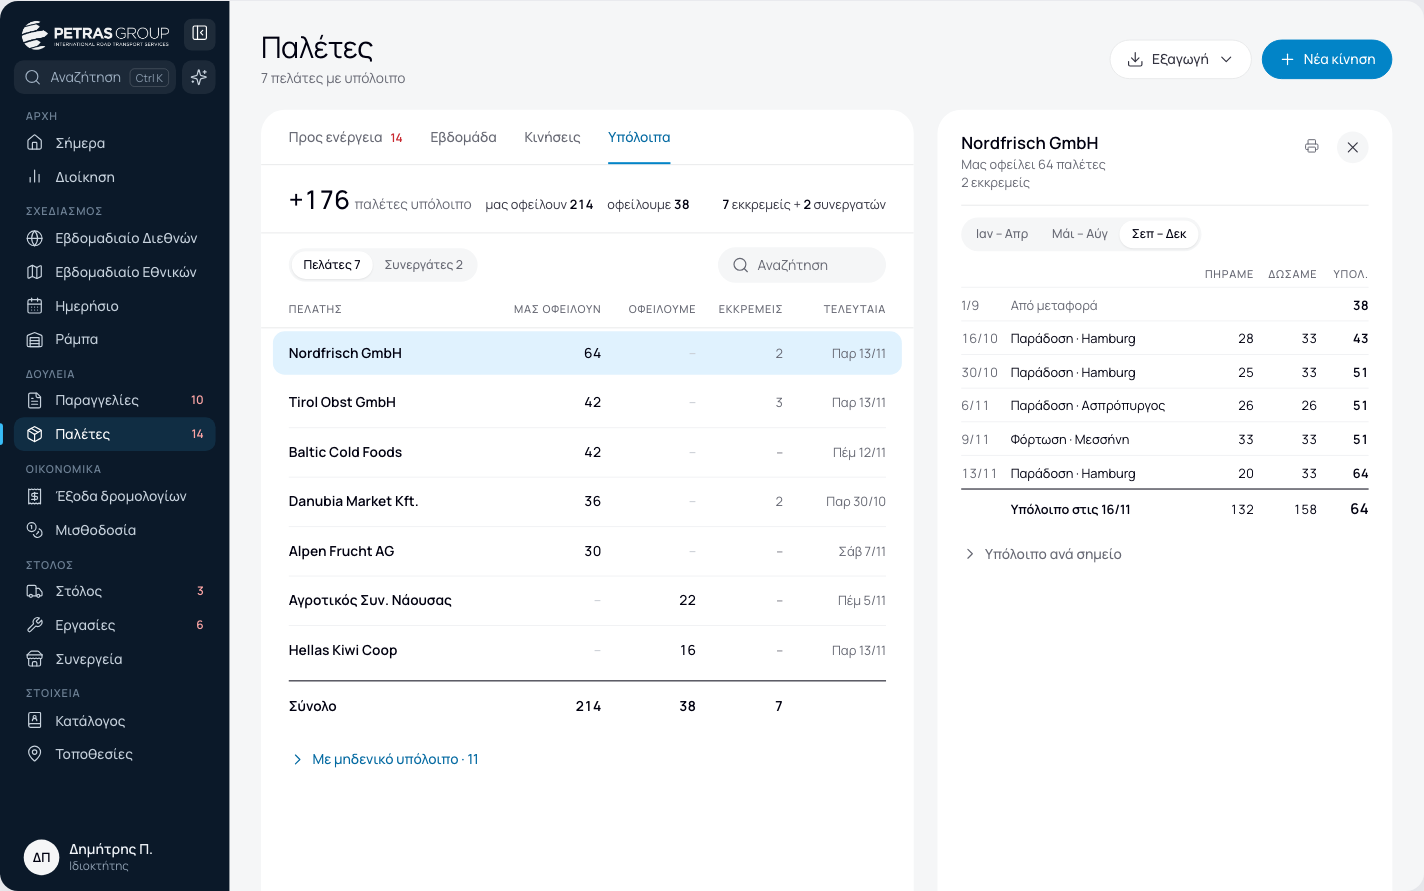 PETRAS GROUP
INTERNATIONAL ROAD TRANSPORT SERVICES
Αναζήτηση Ctrl K
ΑΡΧΗ
Σήμερα
Διοίκηση
ΣΧΕΔΙΑΣΜΟΣ
Εβδομαδιαίο Διεθνών
Εβδομαδιαίο Εθνικών
Ημερήσιο
Ράμπα
ΔΟΥΛΕΙΑ
Παραγγελίες 10
Παλέτες 14
ΟΙΚΟΝΟΜΙΚΑ
Έξοδα δρομολογίων
Μισθοδοσία
ΣΤΟΛΟΣ
Στόλος 3
Εργασίες 6
Συνεργεία
ΣΤΟΙΧΕΙΑ
Κατάλογος
Τοποθεσίες
ΔΠ Δημήτρης Π.
Ιδιοκτήτης
Παλέτες
7 πελάτες με υπόλοιπο
Εξαγωγή
Νέα κίνηση
Προς ενέργεια 14 Εβδομάδα Κινήσεις Υπόλοιπα
+176 παλέτες υπόλοιπο μας οφείλουν 214 οφείλουμε 38 7 εκκρεμείς + 2 συνεργατών
Πελάτες 7 Συνεργάτες 2 Αναζήτηση
ΠΕΛΑΤΗΣ ΜΑΣ ΟΦΕΙΛΟΥΝ ΟΦΕΙΛΟΥΜΕ ΕΚΚΡΕΜΕΙΣ ΤΕΛΕΥΤΑΙΑ
Nordfrisch GmbH 64 – 2 Παρ 13/11
Tirol Obst GmbH 42 – 3 Παρ 13/11
Baltic Cold Foods 42 – – Πέμ 12/11
Danubia Market Kft. 36 – 2 Παρ 30/10
Alpen Frucht AG 30 – – Σάβ 7/11
Αγροτικός Συν. Νάουσας – 22 – Πέμ 5/11
Hellas Kiwi Coop – 16 – Παρ 13/11
Σύνολο 214 38 7
Με μηδενικό υπόλοιπο · 11
Nordfrisch GmbH
Μας οφείλει 64 παλέτες
2 εκκρεμείς
Ιαν – Απρ Μάι – Αύγ Σεπ – Δεκ
ΠΗΡΑΜΕ ΔΩΣΑΜΕ ΥΠΟΛ.
1/9 Από μεταφορά 38
16/10 Παράδοση · Hamburg 28 33 43
30/10 Παράδοση · Hamburg 25 33 51
6/11 Παράδοση · Ασπρόπυργος 26 26 51
9/11 Φόρτωση · Μεσσήνη 33 33 51
13/11 Παράδοση · Hamburg 20 33 64
Υπόλοιπο στις 16/11 132 158 64
Υπόλοιπο ανά σημείο